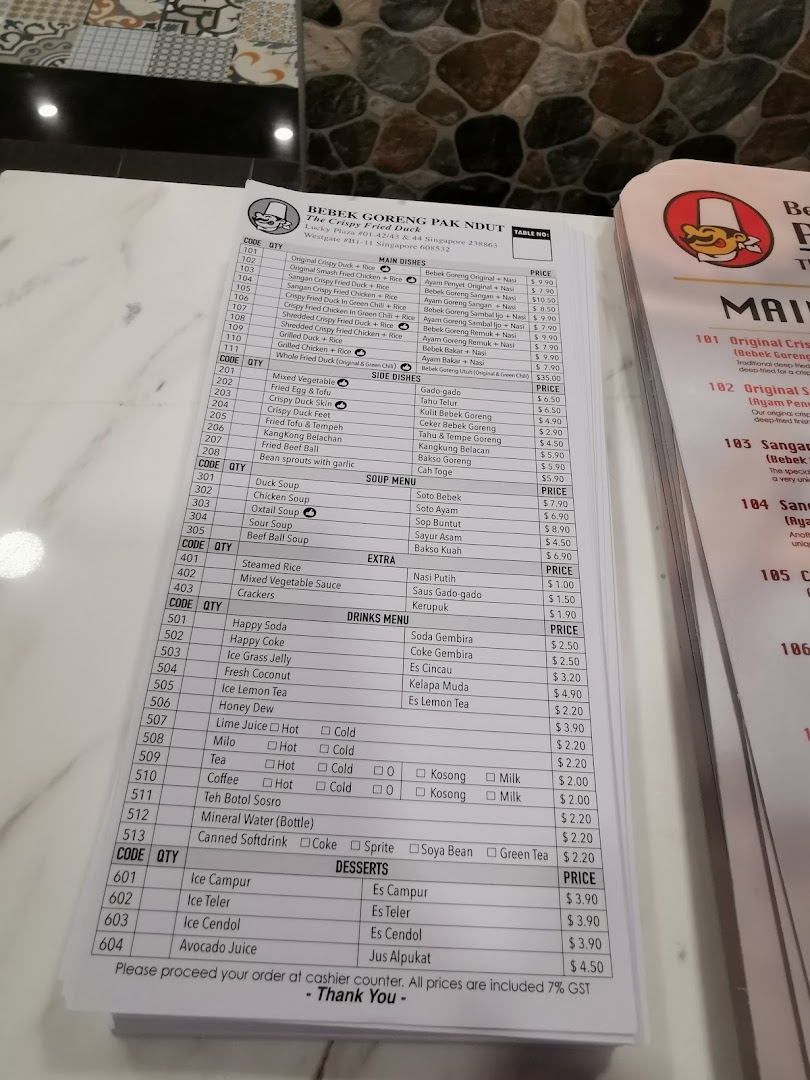 BEBEK GORENG PAK NDUT
The Crispy Fried Duck
Lucky Plaza #01-42/43 & 44 Singapore 238863
Westgate #B1-11 Singapore 608532
TABLE NO:
CODE QTY MAIN DISHES PRICE
101 Original Crispy Duck + Rice Bebek Goreng Original + Nasi $ 9.90
102 Original Smash Fried Chicken + Rice Ayam Penyet Original + Nasi $ 7.90
103 Sangan Crispy Fried Duck + Rice Bebek Goreng Sangan + Nasi $10.50
104 Sangan Crispy Fried Chicken + Rice Ayam Goreng Sangan + Nasi $ 8.50
105 Crispy Fried Duck In Green Chili + Rice Bebek Goreng Sambal Ijo + Nasi $ 9.90
106 Crispy Fried Chicken In Green Chili + Rice Ayam Goreng Sambal Ijo + Nasi $ 7.90
107 Shredded Crispy Fried Duck + Rice Bebek Goreng Remuk + Nasi $ 9.90
108 Shredded Crispy Fried Chicken + Rice Ayam Goreng Remuk + Nasi $ 7.90
109 Grilled Duck + Rice Bebek Bakar + Nasi $ 9.90
110 Grilled Chicken + Rice Ayam Bakar + Nasi $ 7.90
111 Whole Fried Duck (Original & Green Chili) Bebek Goreng Utuh (Original & Green Chili) $35.00
CODE QTY SIDE DISHES PRICE
201 Mixed Vegetable Gado-gado $ 6.50
202 Fried Egg & Tofu Tahu Telur $ 6.50
203 Crispy Duck Skin Kulit Bebek Goreng $ 4.90
204 Crispy Duck Feet Ceker Bebek Goreng $ 2.90
205 Fried Tofu & Tempeh Tahu & Tempe Goreng $ 4.50
206 KangKong Belachan Kangkung Belacan $ 5.90
207 Fried Beef Ball Bakso Goreng $ 5.90
208 Bean sprouts with garlic Cah Toge $5.90
CODE QTY SOUP MENU PRICE
301 Duck Soup Soto Bebek $ 7.90
302 Chicken Soup Soto Ayam $ 6.90
303 Oxtail Soup Sop Buntut $ 8.90
304 Sour Soup Sayur Asam $ 4.50
305 Beef Ball Soup Bakso Kuah $ 6.90
CODE QTY EXTRA PRICE
401 Steamed Rice Nasi Putih $ 1.00
402 Mixed Vegetable Sauce Saus Gado-gado $ 1.50
403 Crackers Kerupuk $ 1.90
CODE QTY DRINKS MENU PRICE
501 Happy Soda Soda Gembira $ 2.50
502 Happy Coke Coke Gembira $ 2.50
503 Ice Grass Jelly Es Cincau $ 3.20
504 Fresh Coconut Kelapa Muda $ 4.90
505 Ice Lemon Tea Es Lemon Tea $ 2.20
506 Honey Dew $ 3.90
507 Lime Juice ☐ Hot ☐ Cold $ 2.20
508 Milo ☐ Hot ☐ Cold $ 2.20
509 Tea ☐ Hot ☐ Cold ☐ O ☐ Kosong ☐ Milk $ 2.00
510 Coffee ☐ Hot ☐ Cold ☐ O ☐ Kosong ☐ Milk $ 2.00
511 Teh Botol Sosro $ 2.20
512 Mineral Water (Bottle) $ 2.20
513 Canned Softdrink ☐ Coke ☐ Sprite ☐ Soya Bean ☐ Green Tea $ 2.20
CODE QTY DESSERTS PRICE
601 Ice Campur Es Campur $ 3.90
602 Ice Teler Es Teler $ 3.90
603 Ice Cendol Es Cendol $ 3.90
604 Avocado Juice Jus Alpukat $ 4.50
Please proceed your order at cashier counter. All prices are included 7% GST
- Thank You -
101 Original Cris
(Bebek Goreng
Traditional deep-fried
deep-fried for a crisp
102 Original S
(Ayam Pen
Our original crisp
deep-fried finish
103 Sangan
(Bebek
The special
a very uni
104 Sang
(Aya
Anoth
uniq
105 C
106